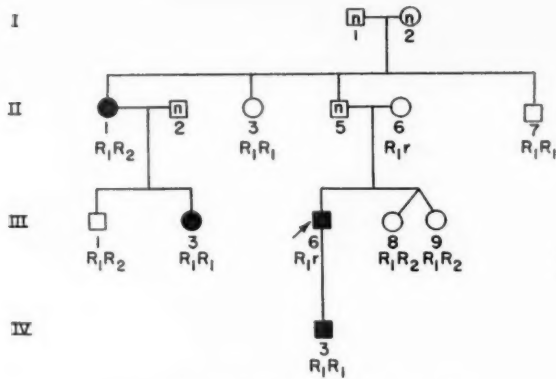 I
n n
1 2
II
n n
1 2 3 5 6 7
R₁R₂ R₁R₁ R₁r R₁R₁
III
1 3 6 8 9
R₁R₂ R₁R₁ R₁r R₁R₂ R₁R₂
IV
3
R₁R₁